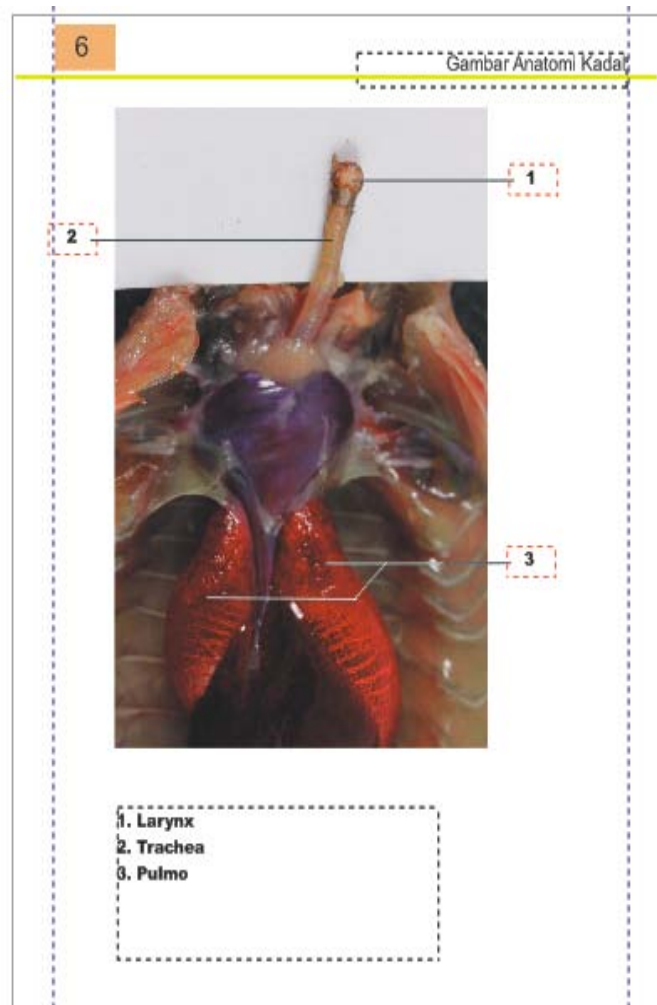 6
Gambar Anatomi Kadal
1
2
3
1. Larynx
2. Trachea
3. Pulmo